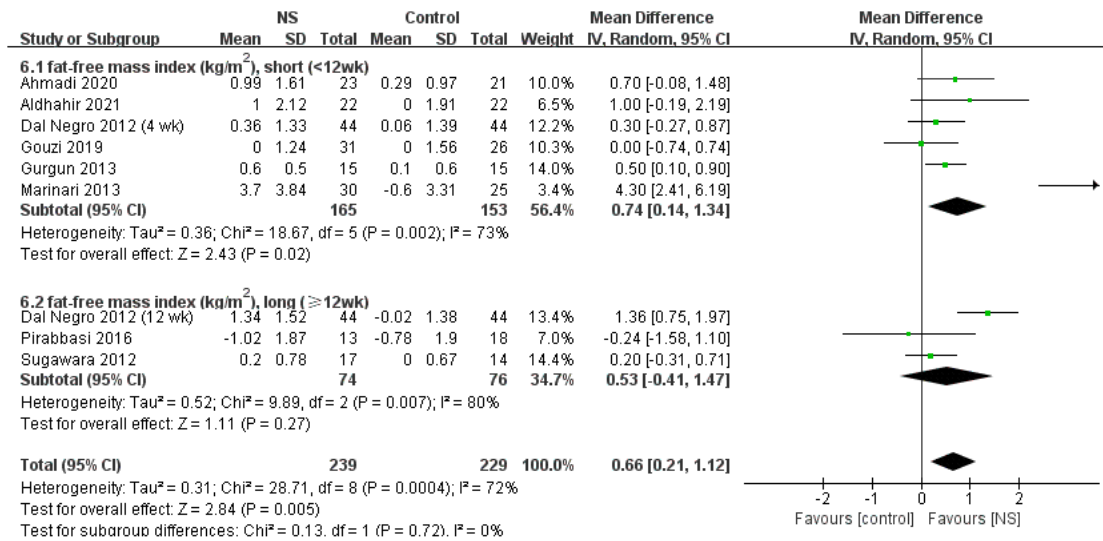 NS Control Mean Difference Mean Difference
Study or Subgroup Mean SD Total Mean SD Total Weight IV, Random, 95% CI IV, Random, 95% CI
6.1 fat-free mass index (kg/m²), short (<12wk)
Ahmadi 2020 0.99 1.61 23 0.29 0.97 21 10.0% 0.70 [-0.08, 1.48]
Aldhahir 2021 1 2.12 22 0 1.91 22 6.5% 1.00 [-0.19, 2.19]
Dal Negro 2012 (4 wk) 0.36 1.33 44 0.06 1.39 44 12.2% 0.30 [-0.27, 0.87]
Gouzi 2019 0 1.24 31 0 1.56 26 10.3% 0.00 [-0.74, 0.74]
Gurgun 2013 0.6 0.5 15 0.1 0.6 15 14.0% 0.50 [0.10, 0.90]
Marinari 2013 3.7 3.84 30 -0.6 3.31 25 3.4% 4.30 [2.41, 6.19]
Subtotal (95% CI) 165 153 56.4% 0.74 [0.14, 1.34]
Heterogeneity: Tau² = 0.36; Chi² = 18.67, df = 5 (P = 0.002); I² = 73%
Test for overall effect: Z = 2.43 (P = 0.02)
6.2 fat-free mass index (kg/m²), long (≥12wk)
Dal Negro 2012 (12 wk) 1.34 1.52 44 -0.02 1.38 44 13.4% 1.36 [0.75, 1.97]
Pirabbasi 2016 -1.02 1.87 13 -0.78 1.9 18 7.0% -0.24 [-1.58, 1.10]
Sugawara 2012 0.2 0.78 17 0 0.67 14 14.4% 0.20 [-0.31, 0.71]
Subtotal (95% CI) 74 76 34.7% 0.53 [-0.41, 1.47]
Heterogeneity: Tau² = 0.52; Chi² = 9.89, df = 2 (P = 0.007); I² = 80%
Test for overall effect: Z = 1.11 (P = 0.27)
Total (95% CI) 239 229 100.0% 0.66 [0.21, 1.12]
Heterogeneity: Tau² = 0.31; Chi² = 28.71, df = 8 (P = 0.0004); I² = 72%
Test for overall effect: Z = 2.84 (P = 0.005)
Test for subgroup differences: Chi² = 0.13, df = 1 (P = 0.72), I² = 0%
-2 -1 0 1 2
Favours [control] Favours [NS]